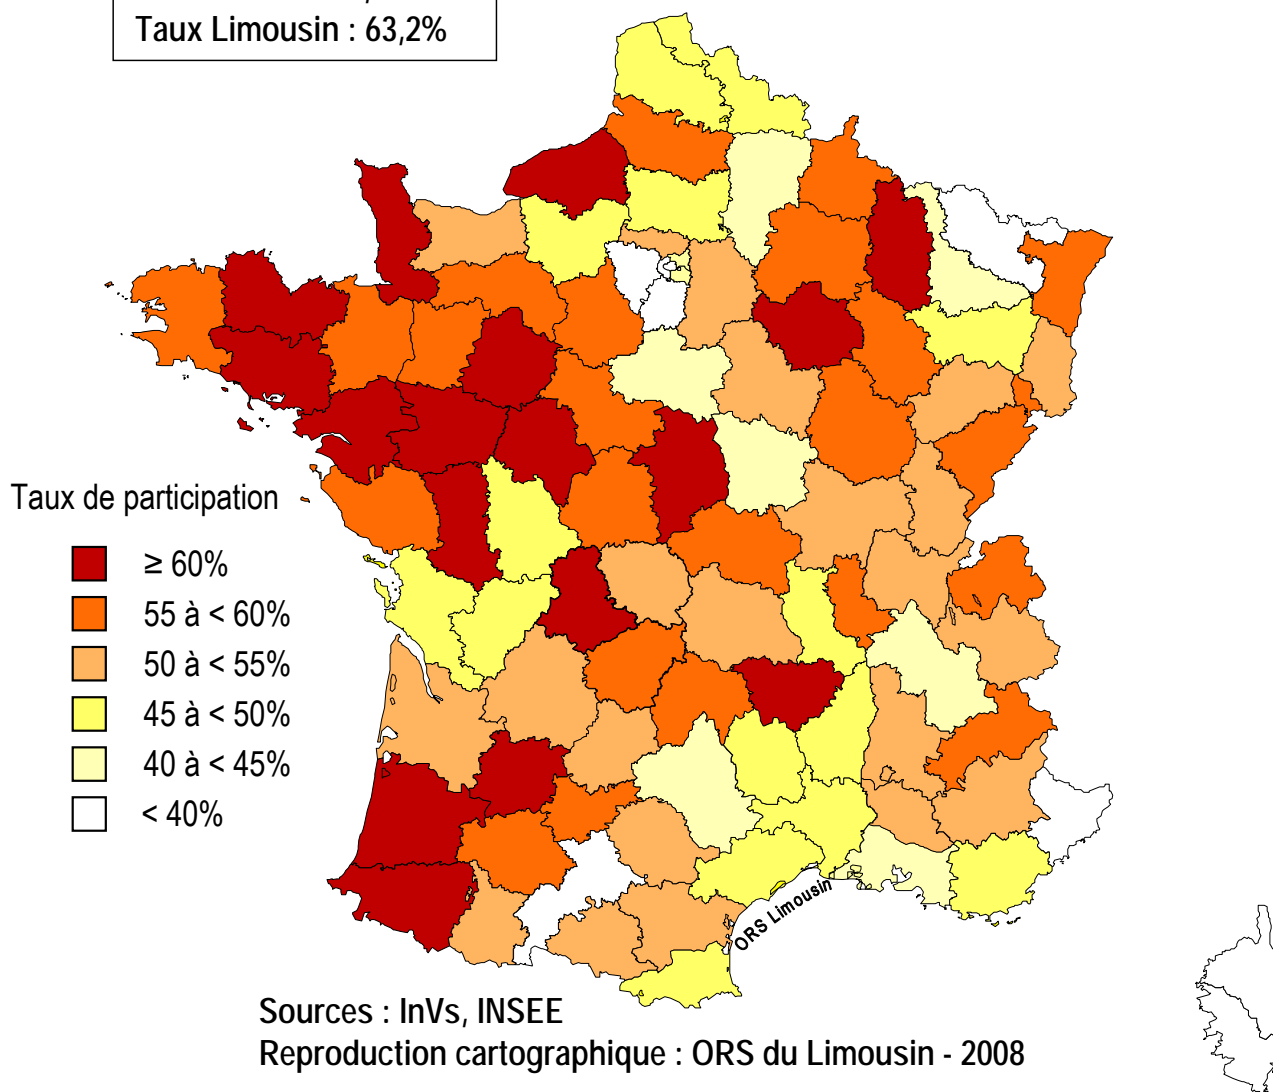 Taux Limousin : 63,2%
Taux de participation
≥ 60%
55 à < 60%
50 à < 55%
45 à < 50%
40 à < 45%
< 40%
ORS Limousin
Sources : InVs, INSEE
Reproduction cartographique : ORS du Limousin - 2008